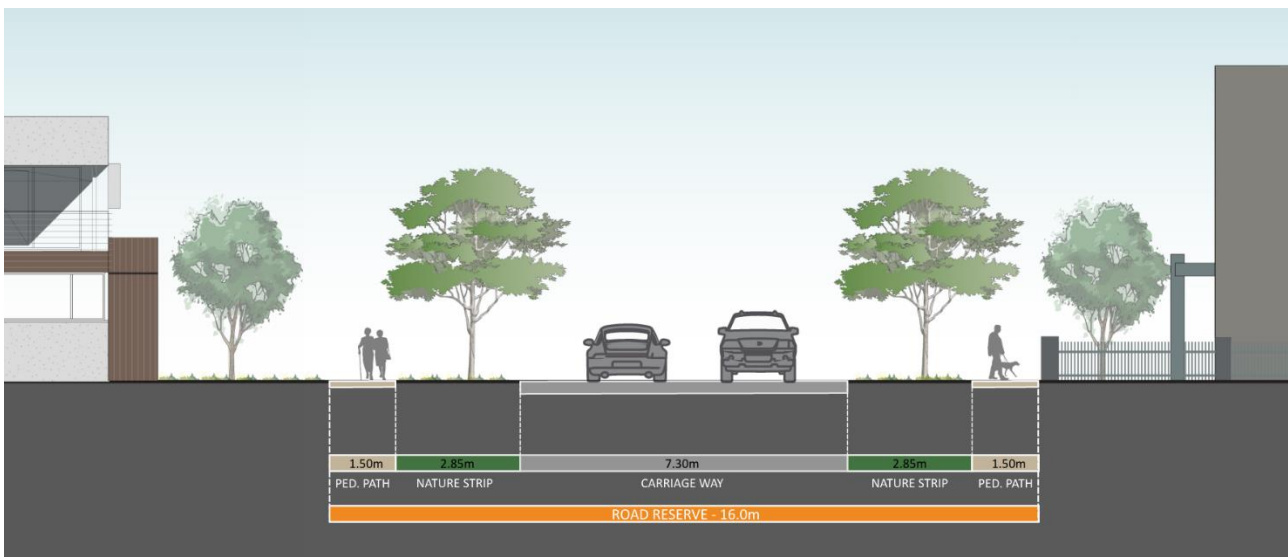 1.50m 2.85m 7.30m 2.85m 1.50m
PED. PATH NATURE STRIP CARRIAGE WAY NATURE STRIP PED. PATH
ROAD RESERVE - 16.0m